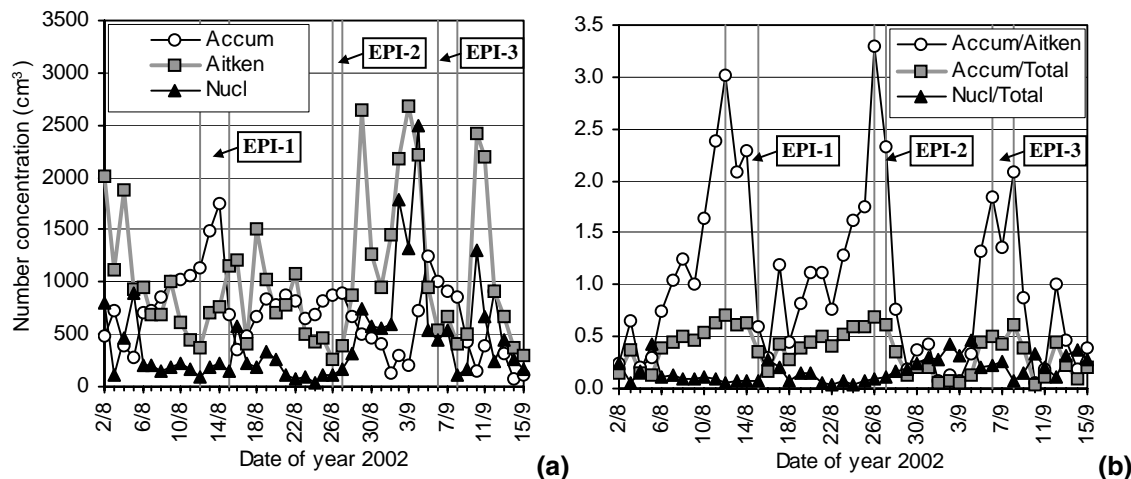 3500
3000
2500
2000
1500
1000
500
0
Number concentration (cm³)
Accum
Aitken
Nucl
EPI-1
EPI-2
EPI-3
2/8
6/8
10/8
14/8
18/8
22/8
26/8
30/8
3/9
7/9
11/9
15/9
Date of year 2002
(a)
3.5
3.0
2.5
2.0
1.5
1.0
0.5
0.0
Accum/Aitken
Accum/Total
Nucl/Total
EPI-1
EPI-2
EPI-3
2/8
6/8
10/8
14/8
18/8
22/8
26/8
30/8
3/9
7/9
11/9
15/9
Date of year 2002
(b)